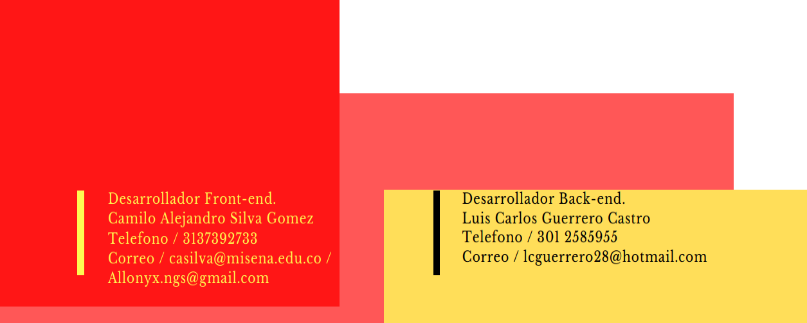 Desarrollador Front-end.
Camilo Alejandro Silva Gomez
Telefono / 3137392733
Correo / casilva@misena.edu.co /
Allonyx.ngs@gmail.com
Desarrollador Back-end.
Luis Carlos Guerrero Castro
Telefono / 301 2585955
Correo / lcguerrero28@hotmail.com